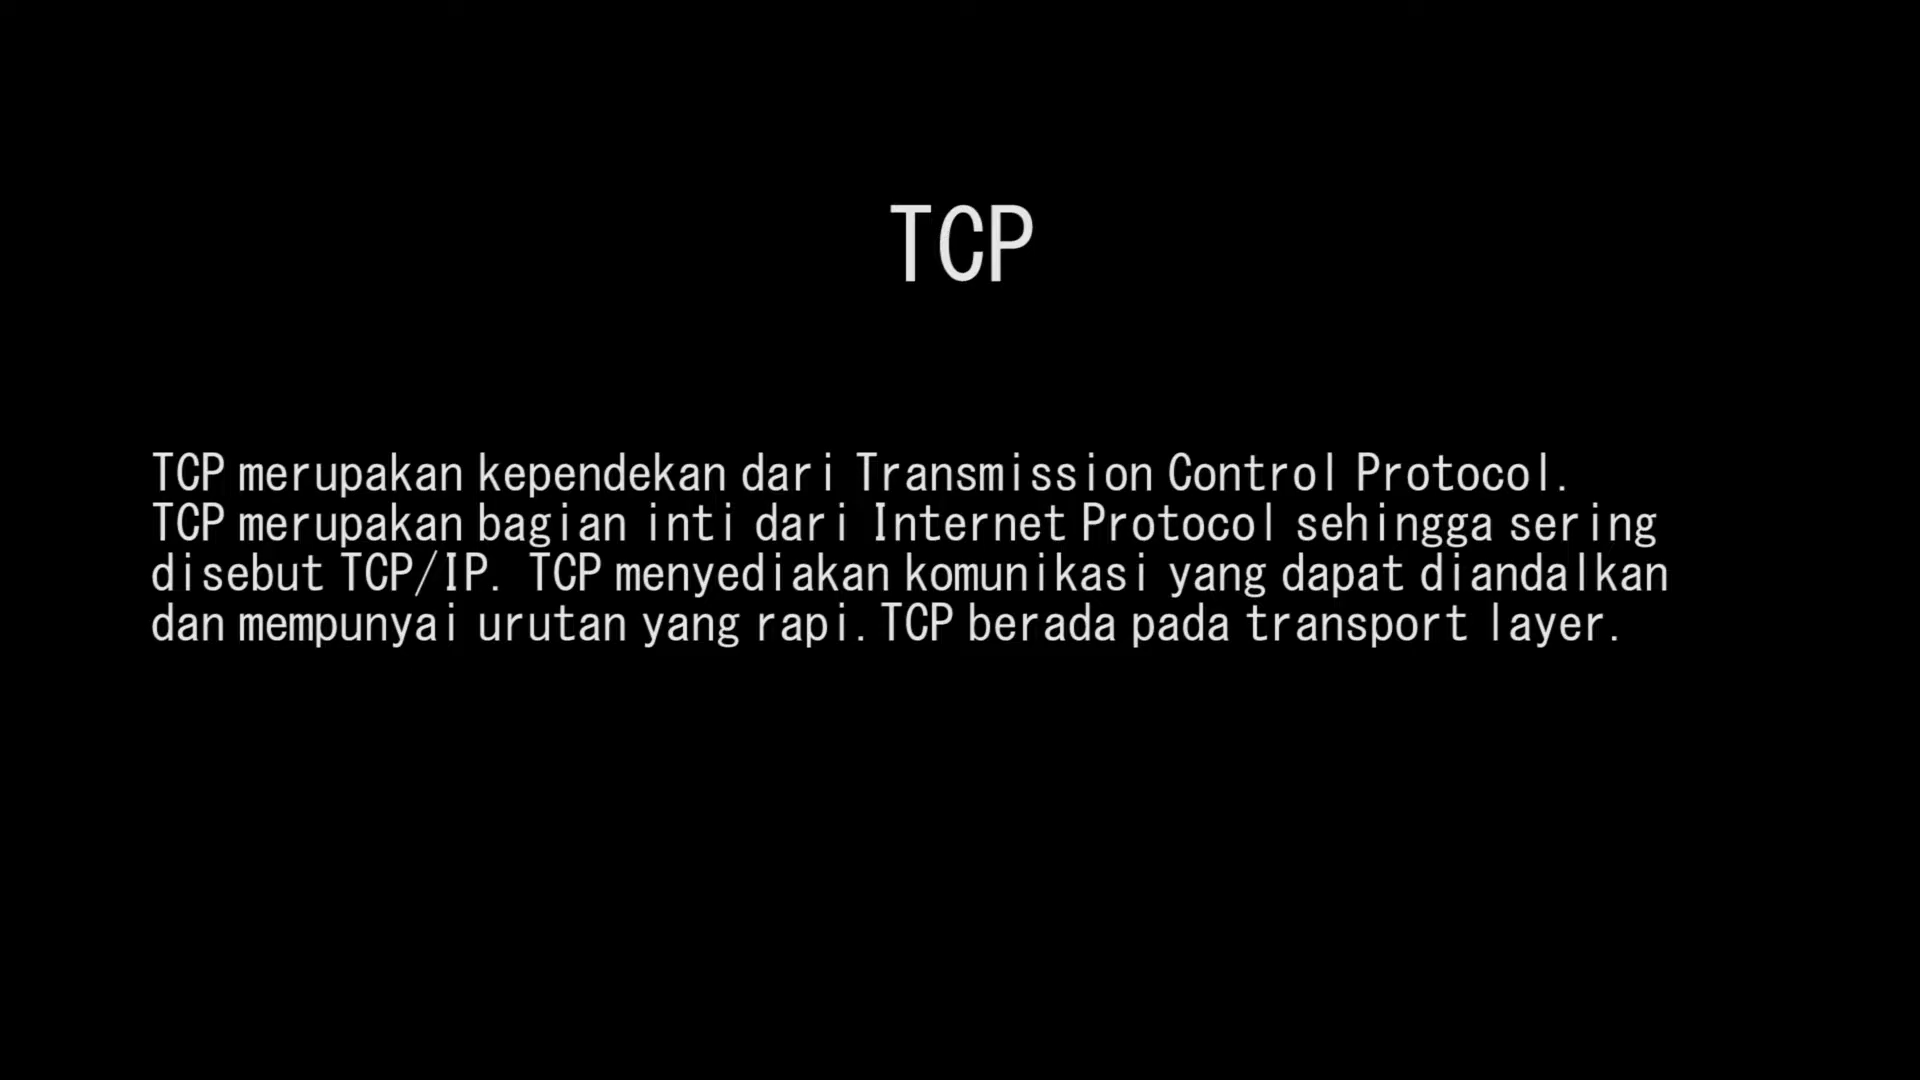 TCP
TCP merupakan kependekan dari Transmission Control Protocol.
TCP merupakan bagian inti dari Internet Protocol sehingga sering
disebut TCP/IP. TCP menyediakan komunikasi yang dapat diandalkan
dan mempunyai urutan yang rapi. TCP berada pada transport layer.